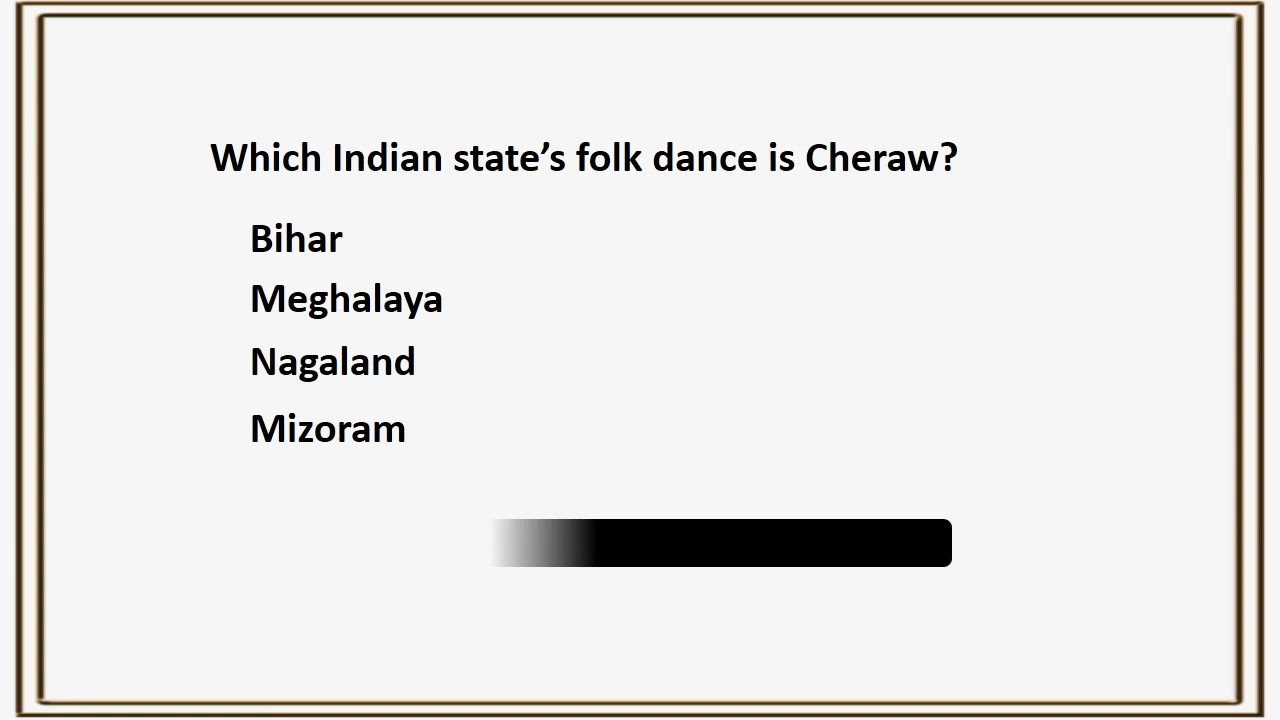 Which Indian state’s folk dance is Cheraw?
Bihar
Meghalaya
Nagaland
Mizoram